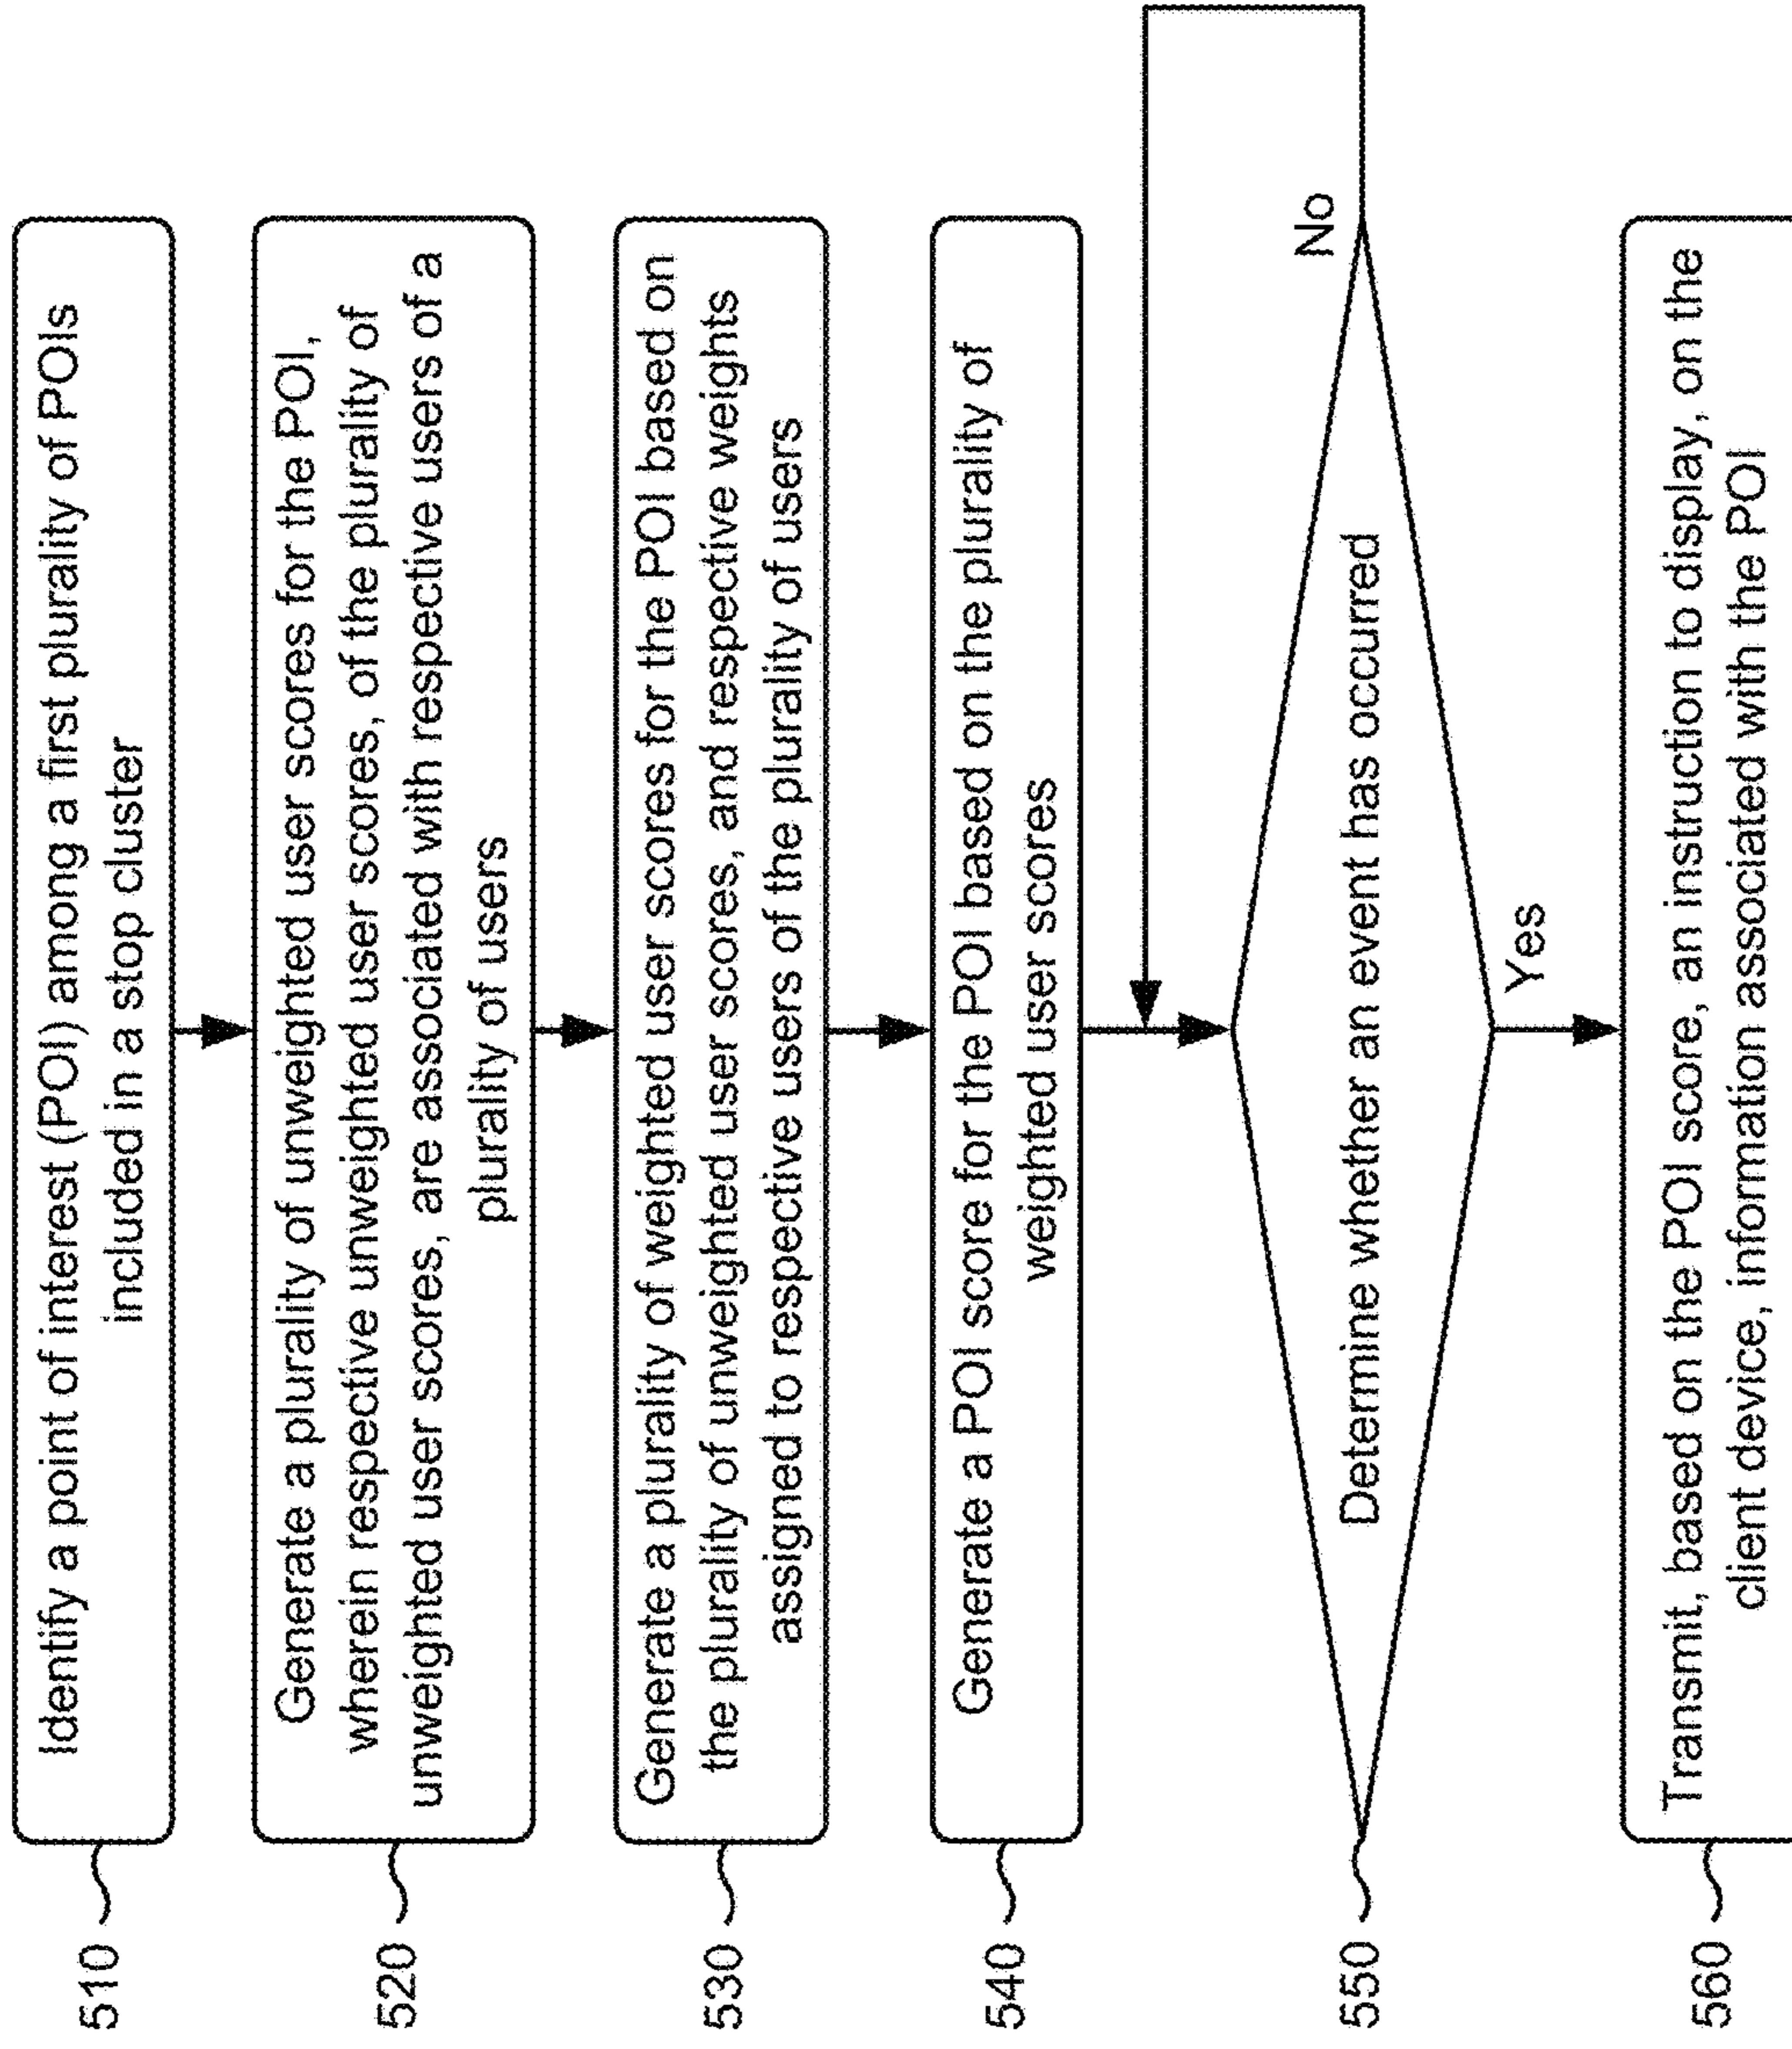 510
Identify a point of interest (POI) among a first plurality of POIs
included in a stop cluster
520
Generate a plurality of unweighted user scores for the POI,
wherein respective unweighted user scores, of the plurality of
unweighted user scores, are associated with respective users of a
plurality of users
530
Generate a plurality of weighted user scores for the POI based on
the plurality of unweighted user scores, and respective weights
assigned to respective users of the plurality of users
540
Generate a POI score for the POI based on the plurality of
weighted user scores
550
Determine whether an event has occurred
No
Yes
560
Transmit, based on the POI score, an instruction to display, on the
client device, information associated with the POI